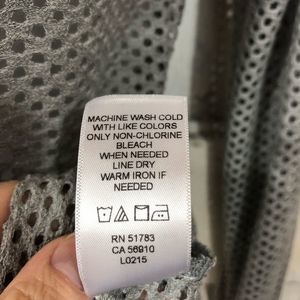 MACHINE WASH COLD
WITH LIKE COLORS
ONLY NON-CHLORINE
BLEACH
WHEN NEEDED
LINE DRY
WARM IRON IF
NEEDED
RN 51783
CA 56910
L0215